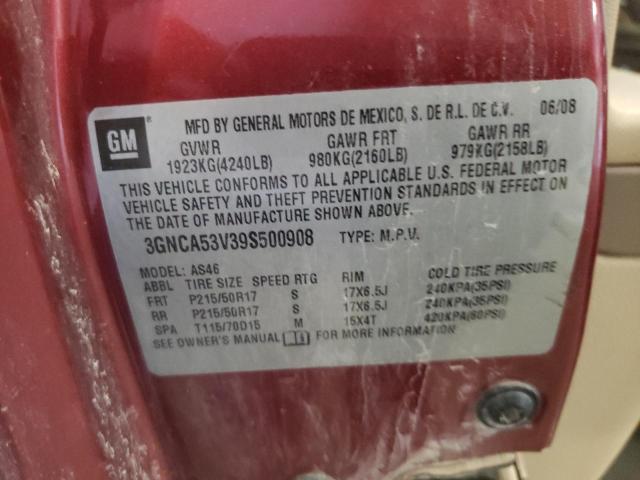 GM®
MFD BY GENERAL MOTORS DE MEXICO, S. DE R.L. DE C.V. 06/08
GVWR GAWR FRT GAWR RR
1923KG(4240LB) 980KG(2160LB) 979KG(2158LB)
THIS VEHICLE CONFORMS TO ALL APPLICABLE U.S. FEDERAL MOTOR
VEHICLE SAFETY AND THEFT PREVENTION STANDARDS IN EFFECT ON
THE DATE OF MANUFACTURE SHOWN ABOVE.
3GNCA53V39S500908 TYPE: M.P.V.
MODEL: AS46
ABBL TIRE SIZE SPEED RTG RIM COLD TIRE PRESSURE
FRT P215/50R17 S 17X6.5J 240KPA(35PSI)
RR P215/50R17 S 17X6.5J 240KPA(35PSI)
SPA T115/70D15 M 15X4T 420KPA(60PSI)
SEE OWNER'S MANUAL FOR MORE INFORMATION